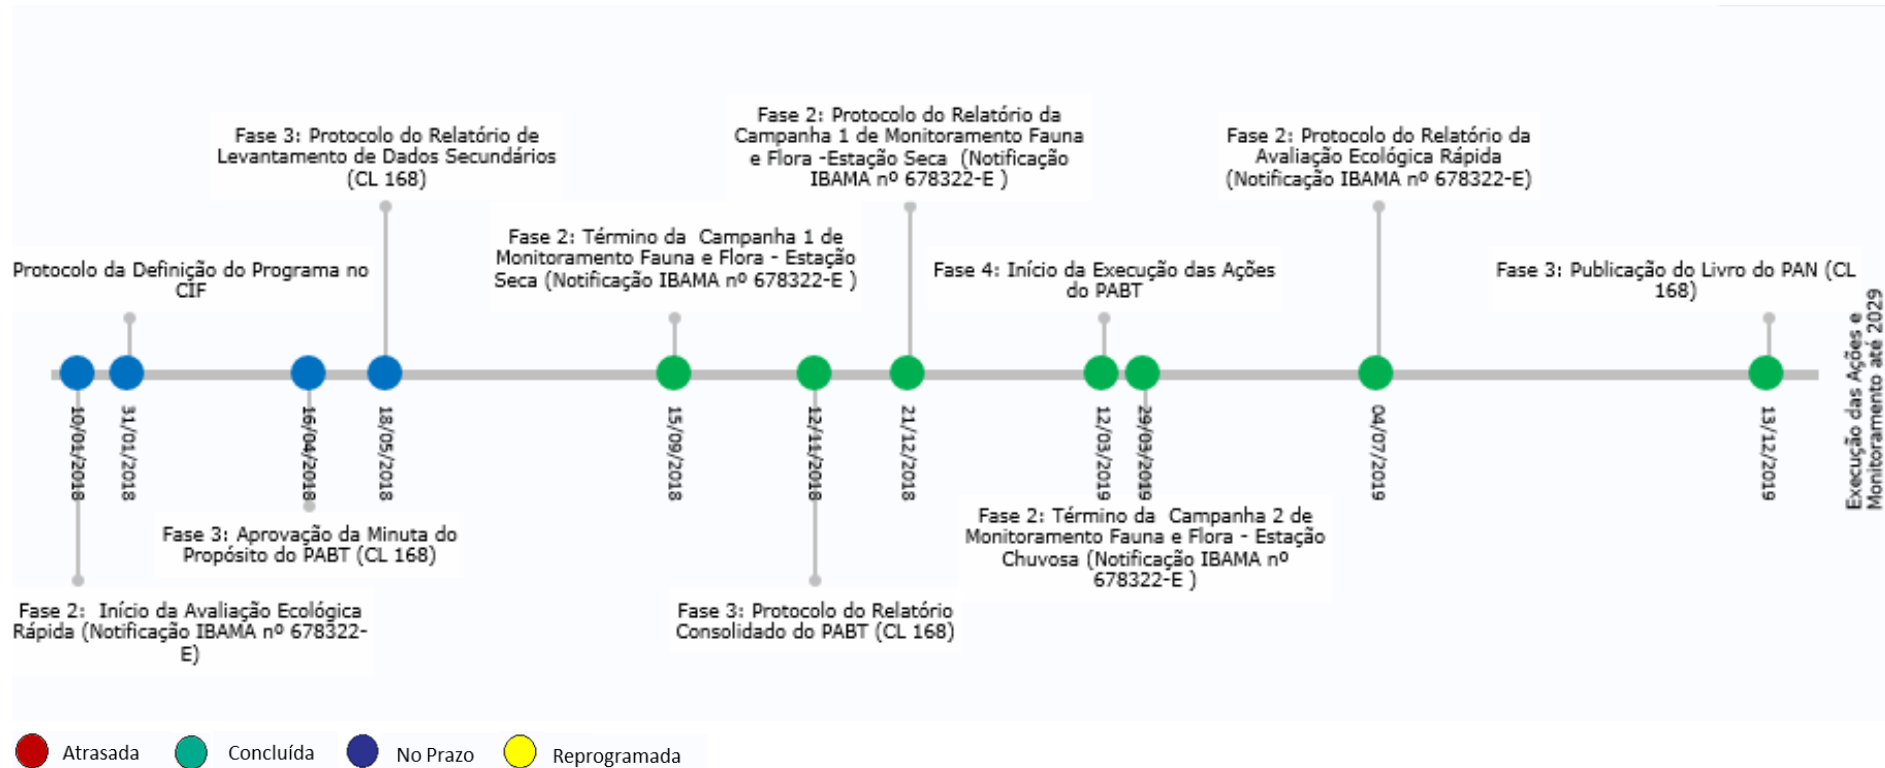 Fase 2: Protocolo do Relatório da
Campanha 1 de Monitoramento Fauna
e Flora -Estação Seca (Notificação
IBAMA nº 678322-E )
Fase 3: Protocolo do Relatório de
Levantamento de Dados Secundários
(CL 168)
Fase 2: Protocolo do Relatório da
Avaliação Ecológica Rápida
(Notificação IBAMA nº 678322-E)
Fase 2: Término da Campanha 1 de
Monitoramento Fauna e Flora - Estação
Seca (Notificação IBAMA nº 678322-E )
Protocolo da Definição do Programa no
CIF
Fase 4: Início da Execução das Ações
do PABT
Fase 3: Publicação do Livro do PAN (CL
168)
Execução das Ações e
Monitoramento até 2029
10/01/2018
31/01/2018
16/04/2018
18/05/2018
15/09/2018
12/11/2018
21/12/2018
12/03/2019
29/03/2019
04/07/2019
13/12/2019
Fase 3: Aprovação da Minuta do
Propósito do PABT (CL 168)
Fase 2: Término da Campanha 2 de
Monitoramento Fauna e Flora - Estação
Chuvosa (Notificação IBAMA nº
678322-E )
Fase 2: Início da Avaliação Ecológica
Rápida (Notificação IBAMA nº 678322-
E)
Fase 3: Protocolo do Relatório
Consolidado do PABT (CL 168)
Atrasada
Concluída
No Prazo
Reprogramada